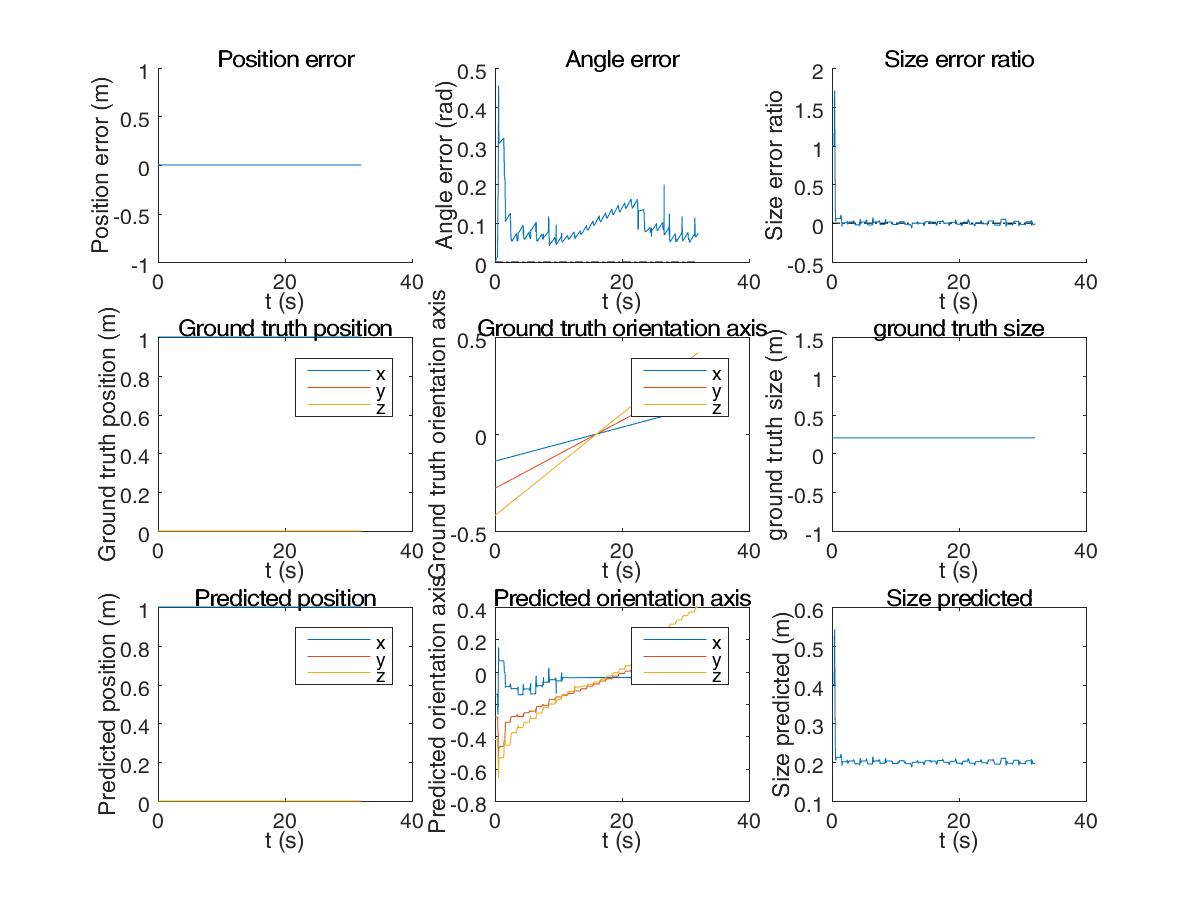 Position error
Position error (m)
1
0.5
0
-0.5
-1
0
20
40
t (s)
Angle error
Angle error (rad)
0.5
0.4
0.3
0.2
0.1
0
0
20
40
t (s)
Size error ratio
Size error ratio
2
1.5
1
0.5
0
-0.5
0
20
40
t (s)
Ground truth position
Ground truth position (m)
1
0.8
0.6
0.4
0.2
0
0
20
40
t (s)
x
y
z
Ground truth orientation axis
Ground truth orientation axis
0.5
0
-0.5
0
20
40
t (s)
x
y
z
ground truth size
ground truth size (m)
1.5
1
0.5
0
-0.5
-1
0
20
40
t (s)
Predicted position
Predicted position (m)
1
0.8
0.6
0.4
0.2
0
0
20
40
t (s)
x
y
z
Predicted orientation axis
Predicted orientation axis
0.4
0.2
0
-0.2
-0.4
-0.6
-0.8
0
20
40
t (s)
x
y
z
Size predicted
Size predicted (m)
0.6
0.5
0.4
0.3
0.2
0.1
0
20
40
t (s)